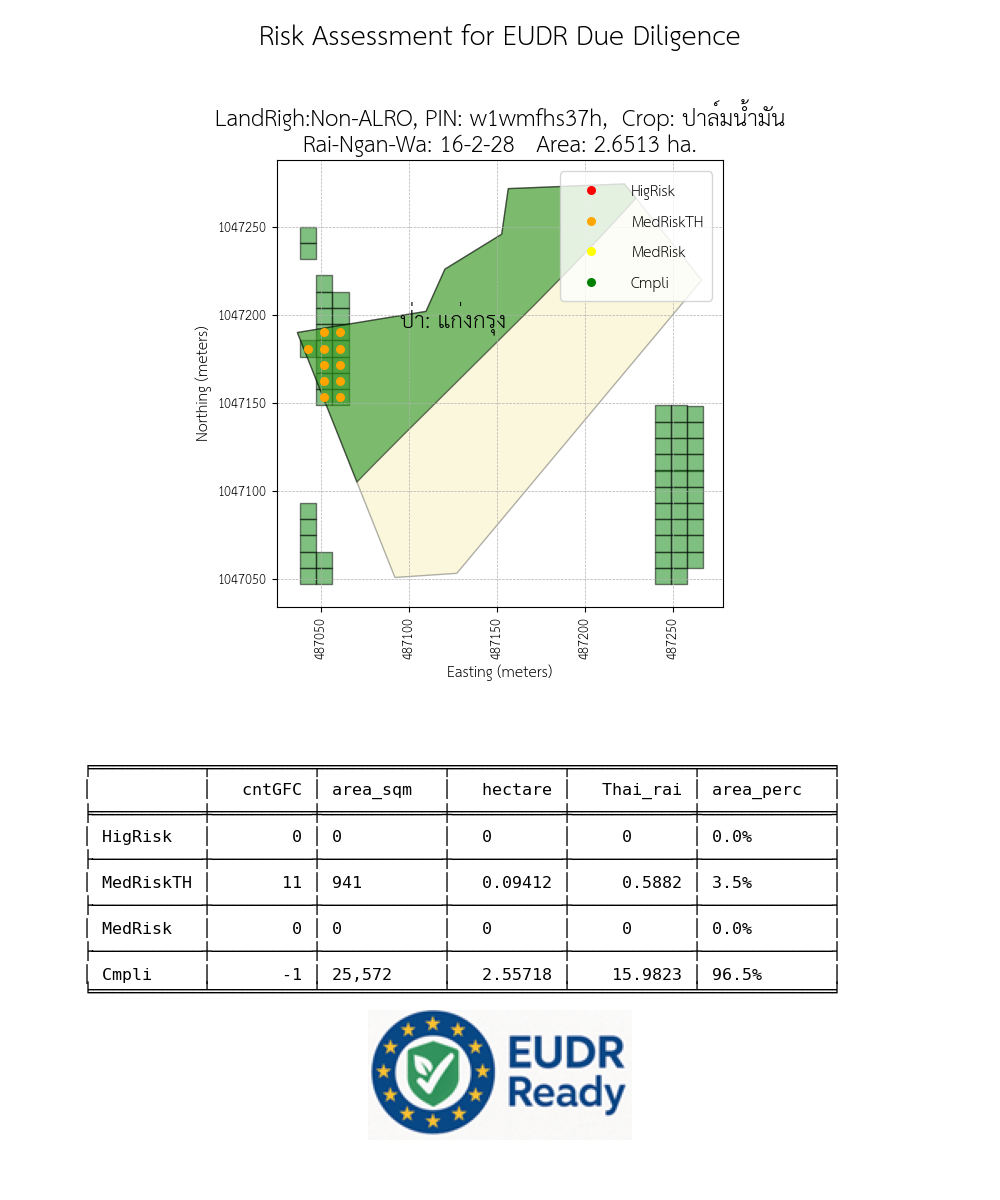 Risk Assessment for EUDR Due Diligence
LandRigh:Non-ALRO, PIN: w1wmfhs37h, Crop: ปาล์มน้ำมัน
Rai-Ngan-Wa: 16-2-28 Area: 2.6513 ha.
HigRisk
MedRiskTH
MedRisk
Cmpli
ป่า: แก่งกรุง
Northing (meters)
1047250
1047200
1047150
1047100
1047050
487050
487100
487150
487200
487250
Easting (meters)
cntGFC area_sqm hectare Thai_rai area_perc
HigRisk 0 0 0 0 0.0%
MedRiskTH 11 941 0.09412 0.5882 3.5%
MedRisk 0 0 0 0 0.0%
Cmpli -1 25,572 2.55718 15.9823 96.5%
EUDR
Ready